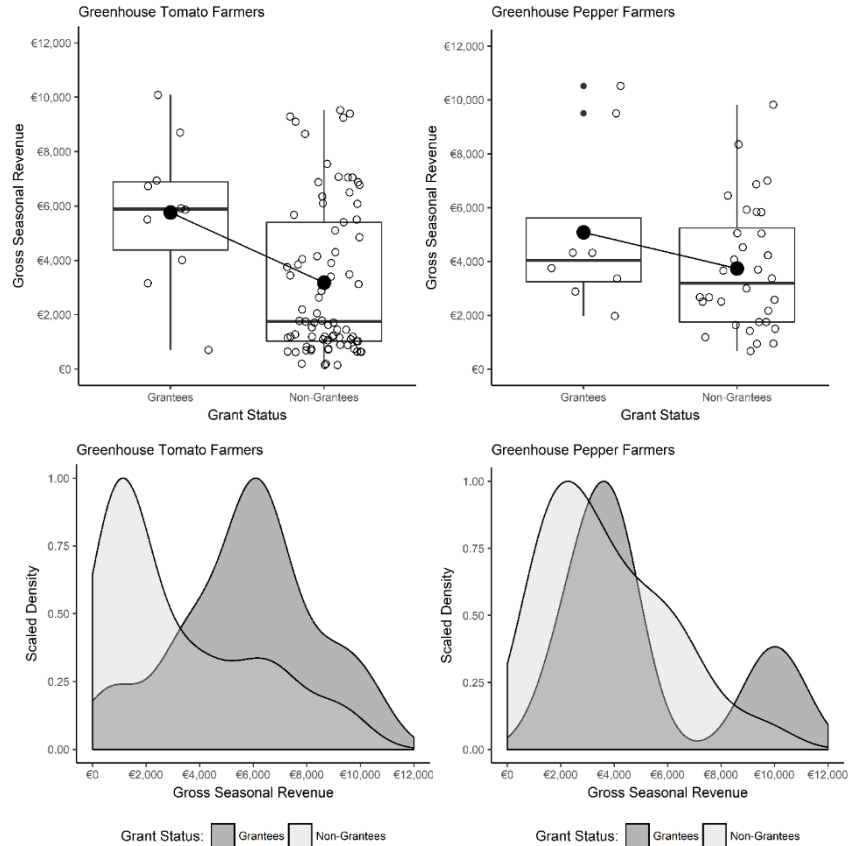 Greenhouse Tomato Farmers
€12,000
€10,000
€8,000
€6,000
€4,000
€2,000
€0
Gross Seasonal Revenue
Grantees
Non-Grantees
Grant Status
Greenhouse Pepper Farmers
€12,000
€10,000
€8,000
€6,000
€4,000
€2,000
€0
Gross Seasonal Revenue
Grantees
Non-Grantees
Grant Status
Greenhouse Tomato Farmers
1.00
0.75
0.50
0.25
0.00
Scaled Density
€0
€2,000
€4,000
€6,000
€8,000
€10,000
€12,000
Gross Seasonal Revenue
Grant Status: Grantees Non-Grantees
Greenhouse Pepper Farmers
1.00
0.75
0.50
0.25
0.00
Scaled Density
€0
€2,000
€4,000
€6,000
€8,000
€10,000
€12,000
Gross Seasonal Revenue
Grant Status: Grantees Non-Grantees